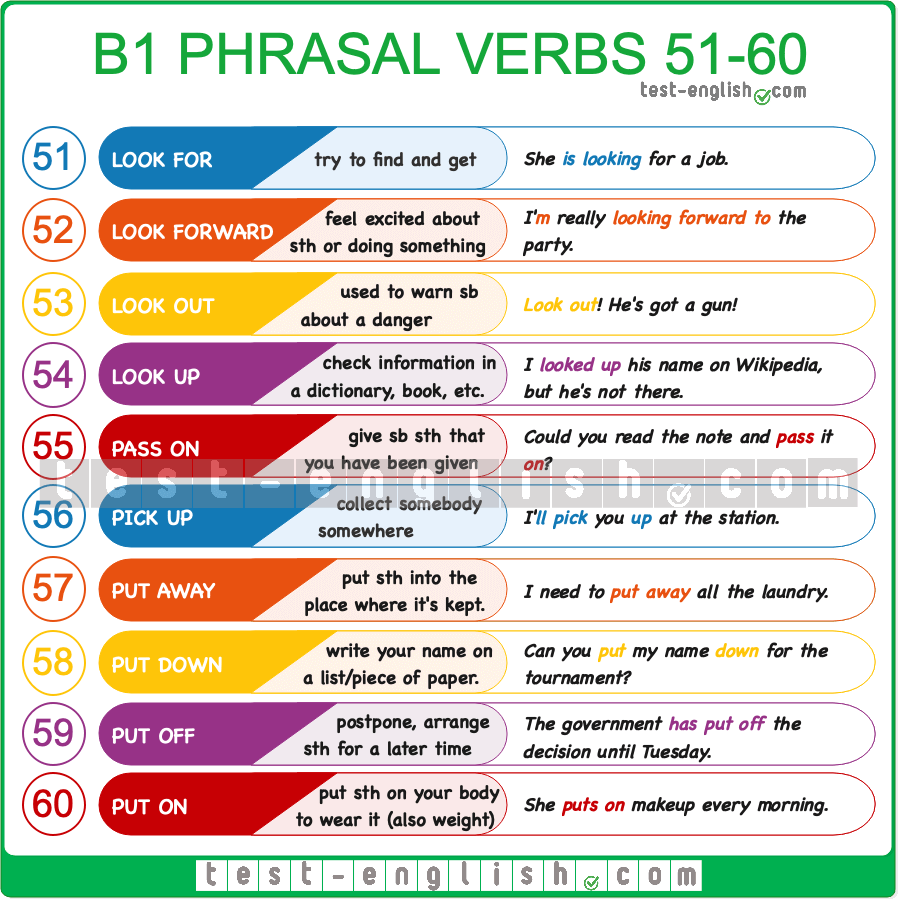 B1 PHRASAL VERBS 51-60
test-english.com
51
LOOK FOR
try to find and get
She is looking for a job.
52
LOOK FORWARD
feel excited about
sth or doing something
I'm really looking forward to the
party.
53
LOOK OUT
used to warn sb
about a danger
Look out! He's got a gun!
54
LOOK UP
check information in
a dictionary, book, etc.
I looked up his name on Wikipedia,
but he's not there.
55
PASS ON
give sb sth that
you have been given
Could you read the note and pass it
on?
test-english.com
56
PICK UP
collect somebody
somewhere
I'll pick you up at the station.
57
PUT AWAY
put sth into the
place where it's kept.
I need to put away all the laundry.
58
PUT DOWN
write your name on
a list/piece of paper.
Can you put my name down for the
tournament?
59
PUT OFF
postpone, arrange
sth for a later time
The government has put off the
decision until Tuesday.
60
PUT ON
put sth on your body
to wear it (also weight)
She puts on makeup every morning.
test-english.com